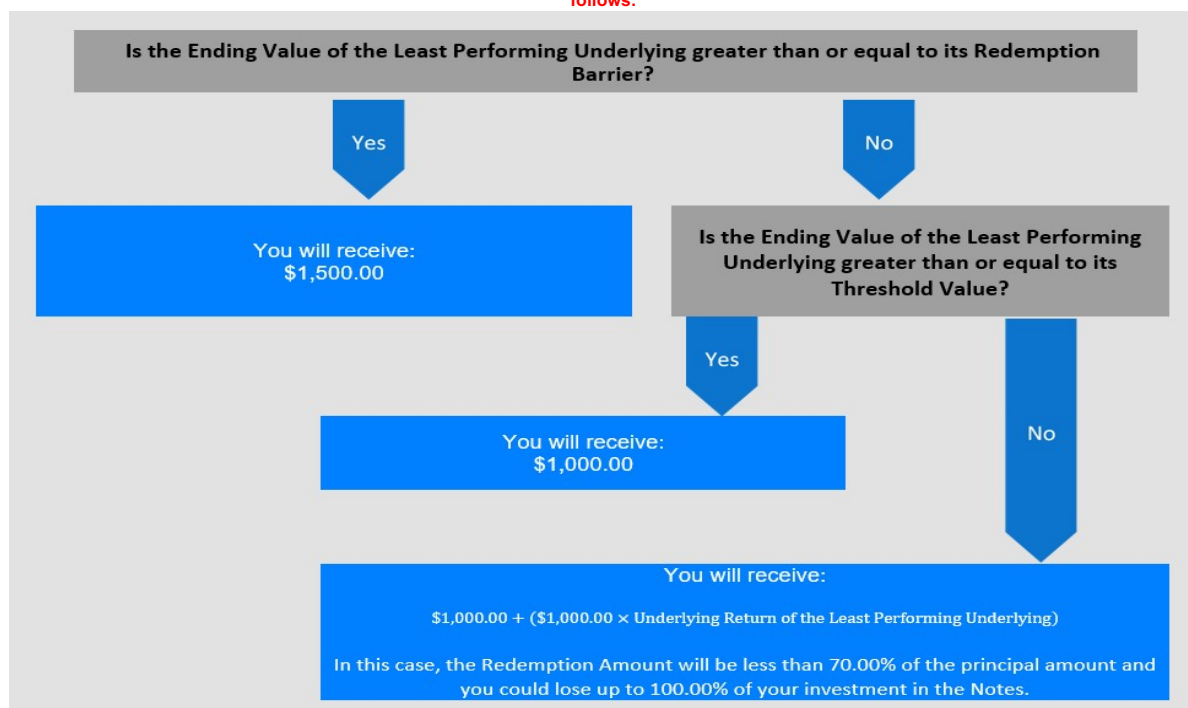 follows:
Is the Ending Value of the Least Performing Underlying greater than or equal to its Redemption
Barrier?
Yes
No
You will receive:
$1,500.00
Is the Ending Value of the Least Performing
Underlying greater than or equal to its
Threshold Value?
Yes
No
You will receive:
$1,000.00
You will receive:
$1,000.00 + ($1,000.00 × Underlying Return of the Least Performing Underlying)
In this case, the Redemption Amount will be less than 70.00% of the principal amount and
you could lose up to 100.00% of your investment in the Notes.